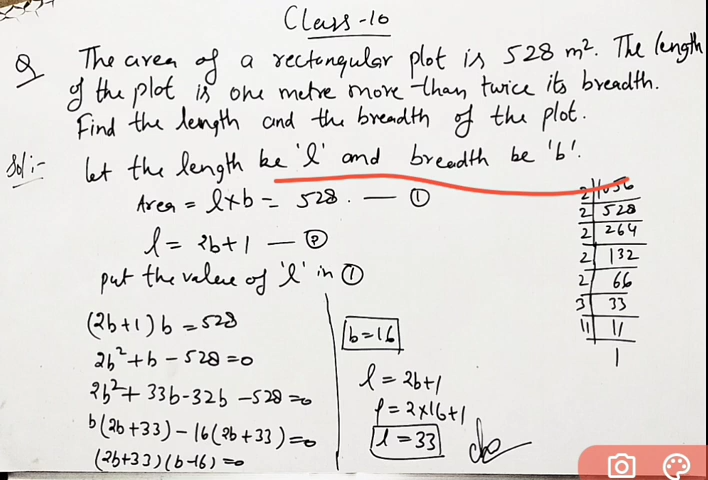 Class-10
Q The area of a rectangular plot is 528 m². The length
of the plot is one metre more than twice its breadth.
Find the length and the breadth of the plot.
Sol:- Let the length be 'l' and breadth be 'b'.
Area = l×b = 528. — ①
l = 2b+1 — ②
put the value of 'l' in ①
(2b+1)b = 528
2b²+b-528=0
2b²+33b-32b-528=0
b(2b+33)-16(2b+33)=0
(2b+33)(b-16)=0
b=16
l=2b+1
l=2×16+1
l=33
2|1056
2|528
2|264
2|132
2|66
3|33
11|11
1